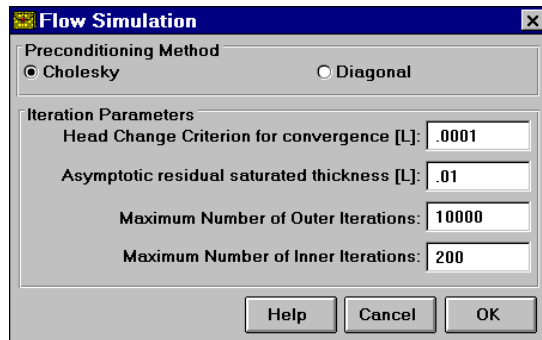 Flow Simulation
Preconditioning Method
Cholesky Diagonal
Iteration Parameters
Head Change Criterion for convergence [L]: .0001
Asymptotic residual saturated thickness [L]: .01
Maximum Number of Outer Iterations: 10000
Maximum Number of Inner Iterations: 200
Help Cancel OK